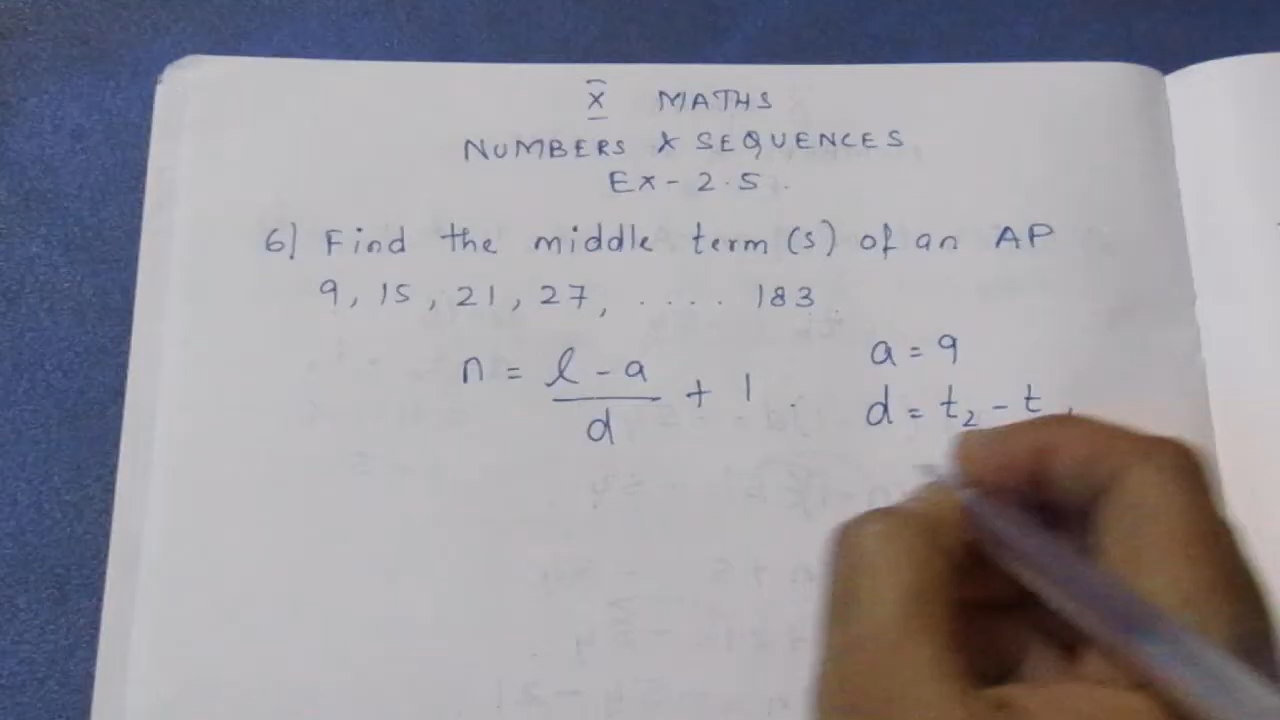 X MATHS
NUMBERS & SEQUENCES
Ex-2.5.
6) Find the middle term(s) of an AP
9, 15, 21, 27, .... 183.
n = l - a / d + 1.
a = 9
d = t₂ - t